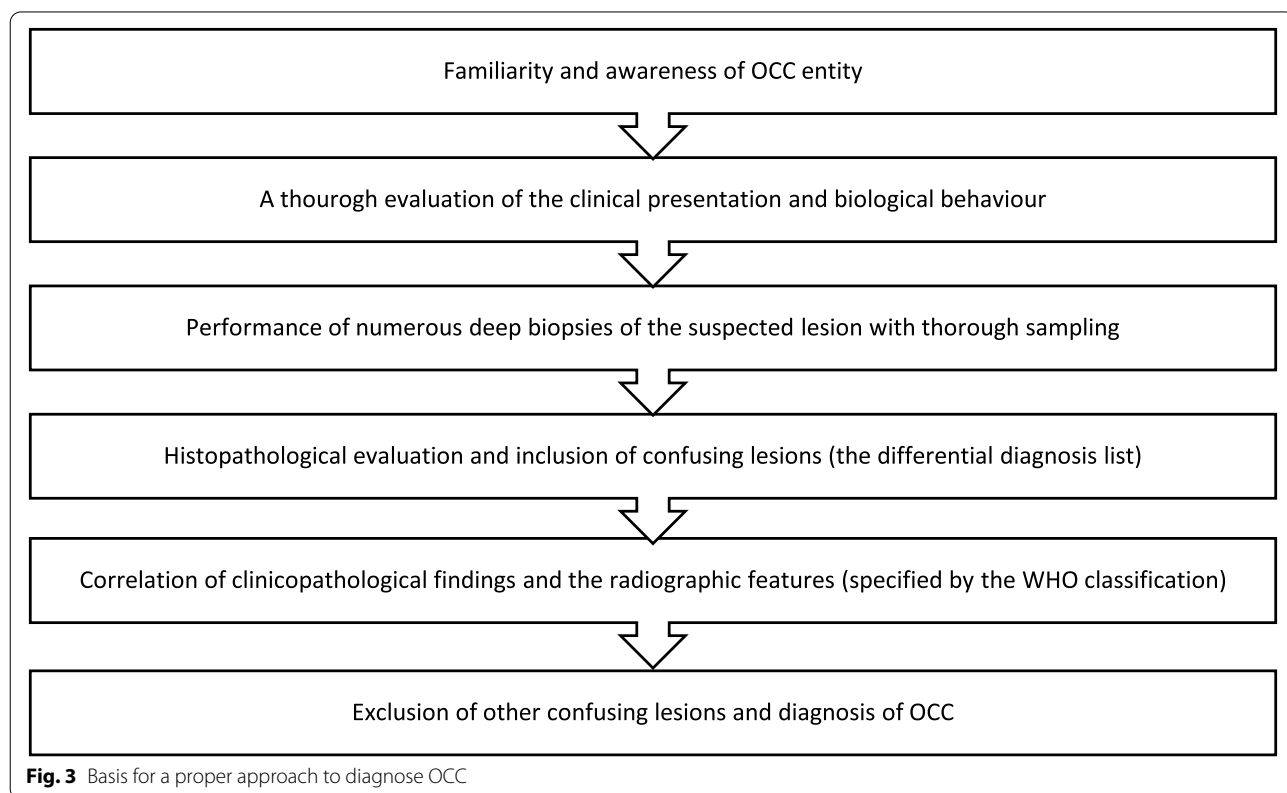 Familiarity and awareness of OCC entity
A thourogh evaluation of the clinical presentation and biological behaviour
Performance of numerous deep biopsies of the suspected lesion with thorough sampling
Histopathological evaluation and inclusion of confusing lesions (the differential diagnosis list)
Correlation of clinicopathological findings and the radiographic features (specified by the WHO classification)
Exclusion of other confusing lesions and diagnosis of OCC
Fig. 3 Basis for a proper approach to diagnose OCC